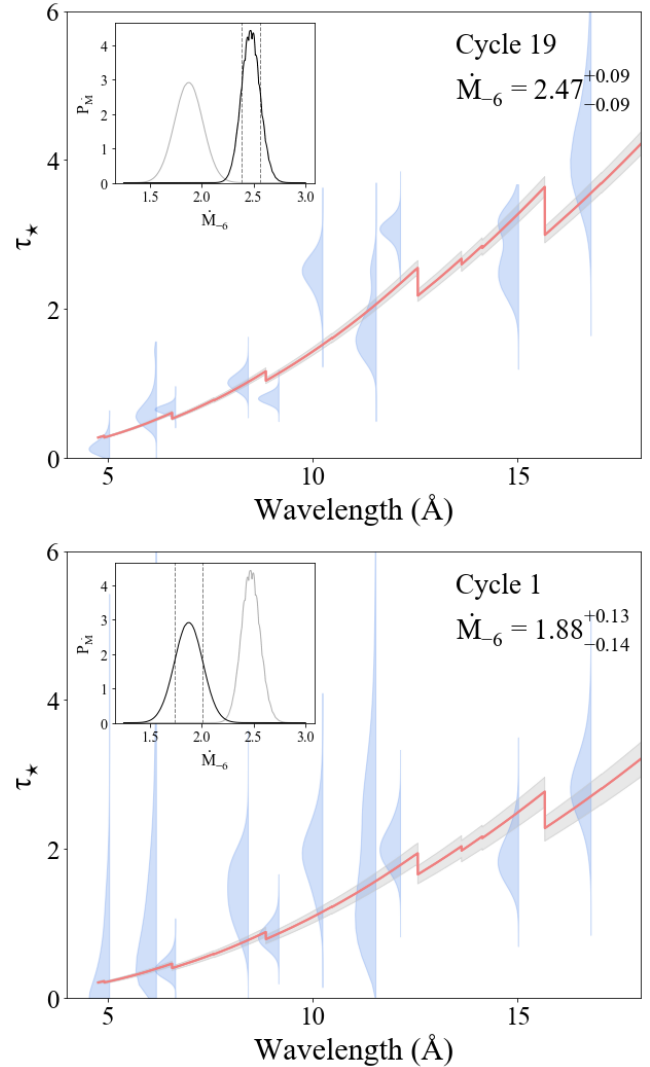 6
4
2
0
τ⋆
4
3
2
1
0
P_Ṁ
1.5 2.0 2.5 3.0
Ṁ₋₆
Cycle 19
Ṁ₋₆ = 2.47 +0.09 −0.09
5 10 15
Wavelength (Å)
6
4
2
0
τ⋆
4
3
2
1
0
P_Ṁ
1.5 2.0 2.5 3.0
Ṁ₋₆
Cycle 1
Ṁ₋₆ = 1.88 +0.13 −0.14
5 10 15
Wavelength (Å)